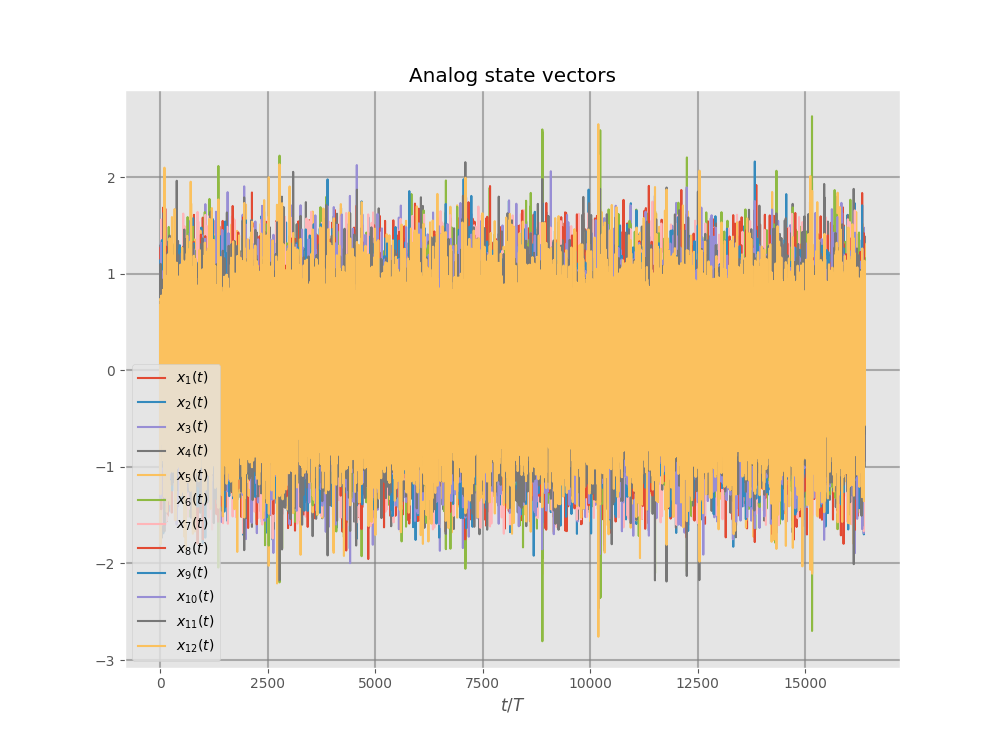 Analog state vectors
2
1
0
−1
−2
−3
x₁(t)
x₂(t)
x₃(t)
x₄(t)
x₅(t)
x₆(t)
x₇(t)
x₈(t)
x₉(t)
x₁₀(t)
x₁₁(t)
x₁₂(t)
0 2500 5000 7500 10000 12500 15000
t/T